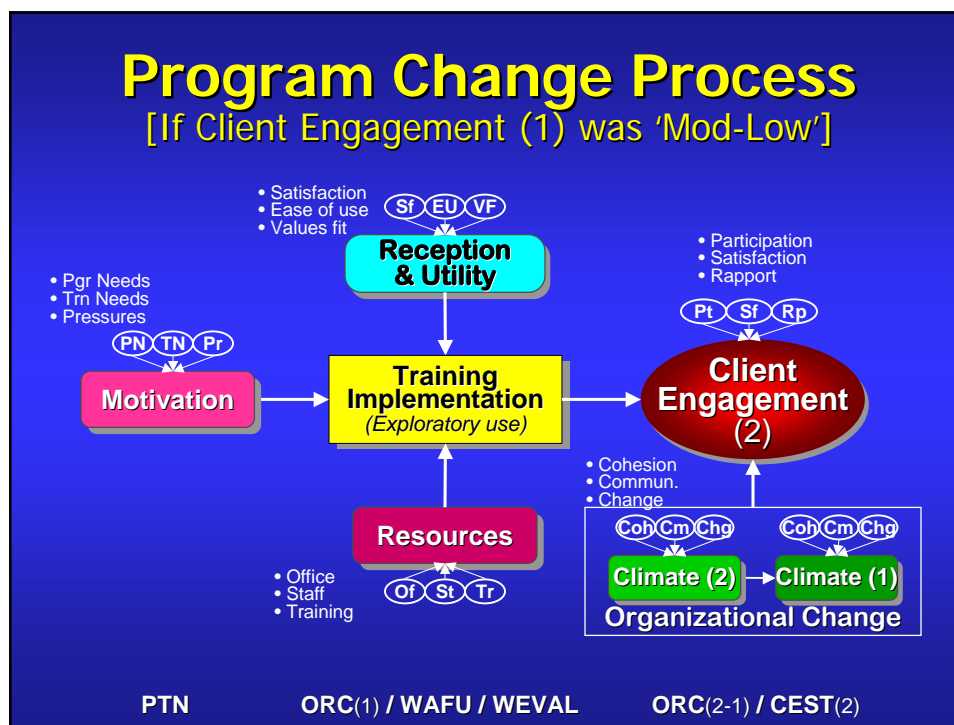 Program Change Process
[If Client Engagement (1) was ‘Mod-Low’]
• Satisfaction
• Ease of use
• Values fit
Sf EU VF
Reception
& Utility
• Participation
• Satisfaction
• Rapport
Pt Sf Rp
• Pgr Needs
• Trn Needs
• Pressures
PN TN Pr
Motivation
Training
Implementation
(Exploratory use)
Client
Engagement
(2)
• Cohesion
• Commun.
• Change
Resources
• Office
• Staff
• Training
Of St Tr
Coh Cm Chg
Coh Cm Chg
Climate (2)
Climate (1)
Organizational Change
PTN
ORC(1) / WAFU / WEVAL
ORC(2-1) / CEST(2)